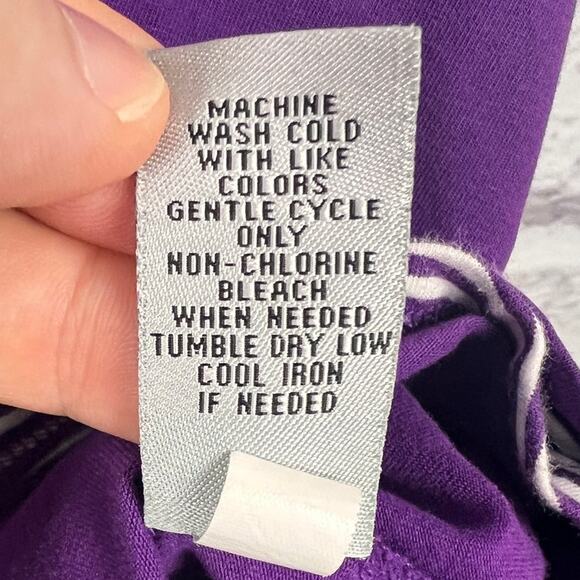 MACHINE
WASH COLD
WITH LIKE
COLORS
GENTLE CYCLE
ONLY
NON-CHLORINE
BLEACH
WHEN NEEDED
TUMBLE DRY LOW
COOL IRON
IF NEEDED